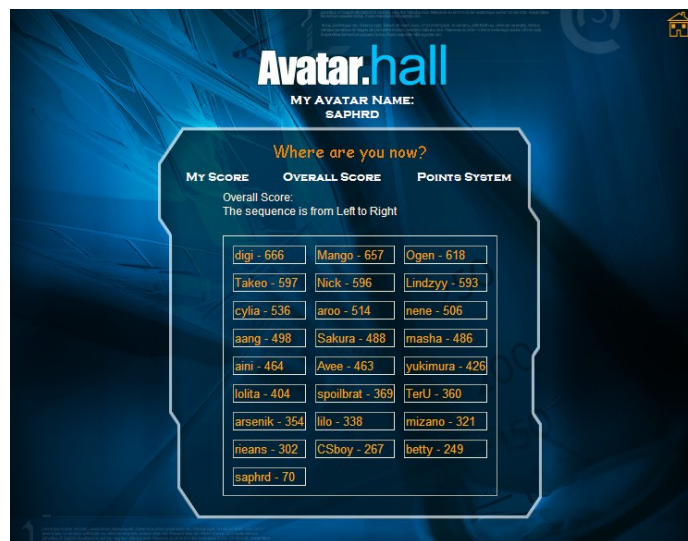 Avatar.hall
MY AVATAR NAME:
SAPHRD
Where are you now?
MY SCORE OVERALL SCORE POINTS SYSTEM
Overall Score:
The sequence is from Left to Right
digi - 666 Mango - 657 Ogen - 618
Takeo - 597 Nick - 596 Lindzyy - 593
cylia - 536 aroo - 514 nene - 506
aang - 498 Sakura - 488 masha - 486
aini - 464 Avee - 463 yukimura - 426
lolita - 404 spoilbrat - 369 TerU - 360
arsenik - 354 lilo - 338 mizano - 321
rieans - 302 CSboy - 267 betty - 249
saphrd - 70